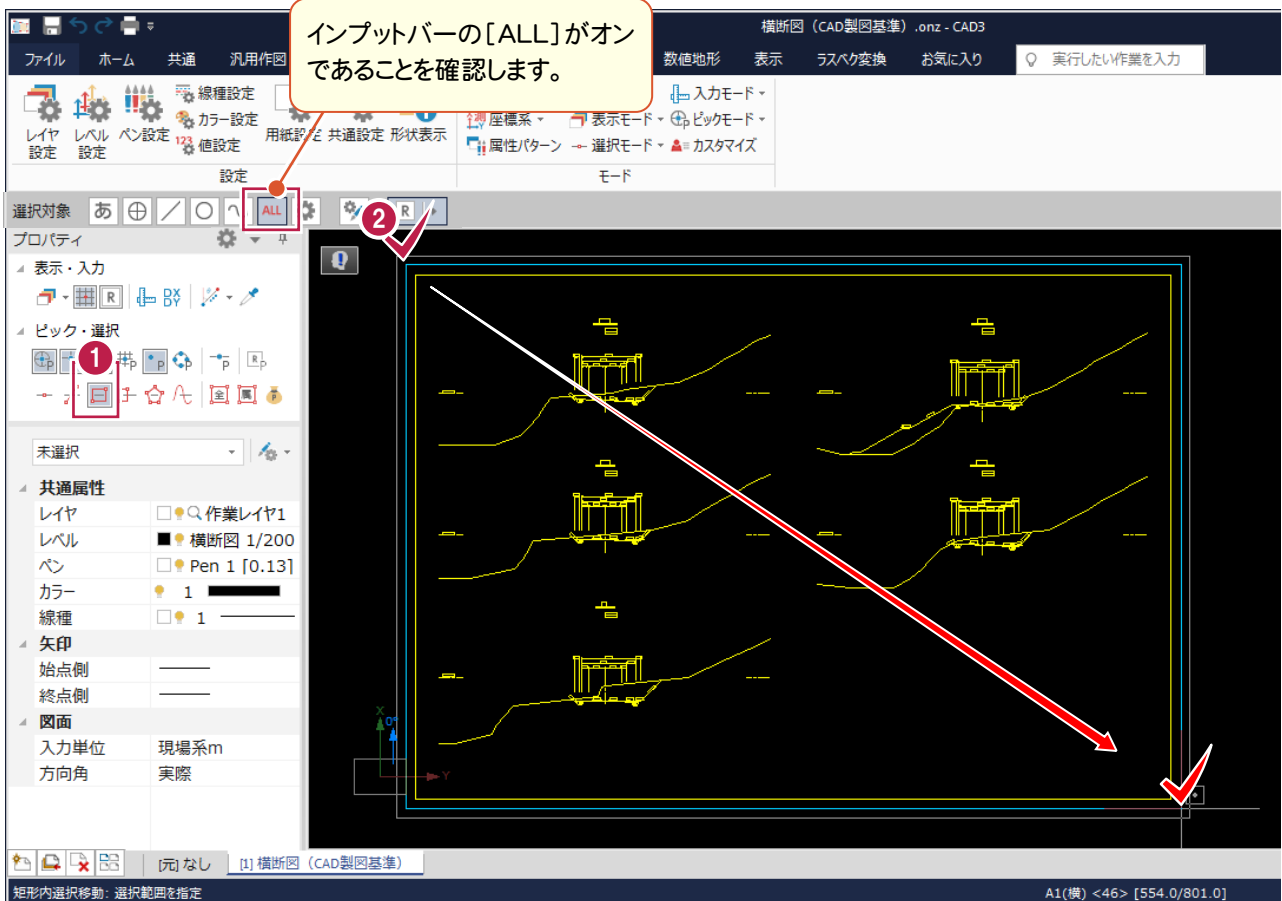 インプットバーの[ALL]がオン
であることを確認します。
横断図（CAD製図基準）.onz - CAD3
ファイル ホーム 共通 汎用作図 数値地形 表示 ラスベク変換 お気に入り 実行したい作業を入力
レイヤ
設定
レベル
設定
ペン設定
線種設定
カラー設定
123 値設定
用紙設定
共通設定
形状表示
設定
座標系
属性パターン
表示モード
選択モード
入力モード
ピックモード
カスタマイズ
モード
選択対象 あ ALL R
2
プロパティ
表示・入力
R DX DY
ピック・選択
1
P P P P P R P
全 属 P
未選択
共通属性
レイヤ 作業レイヤ1
レベル 横断図 1/200
ペン Pen 1 [0.13]
カラー 1
線種 1
矢印
始点側
終点側
図面
入力単位 現場系m
方向角 実際
X
0°
Y
[元] なし [1] 横断図（CAD製図基準）
矩形内選択移動: 選択範囲を指定 A1(横) <46> [554.0/801.0]